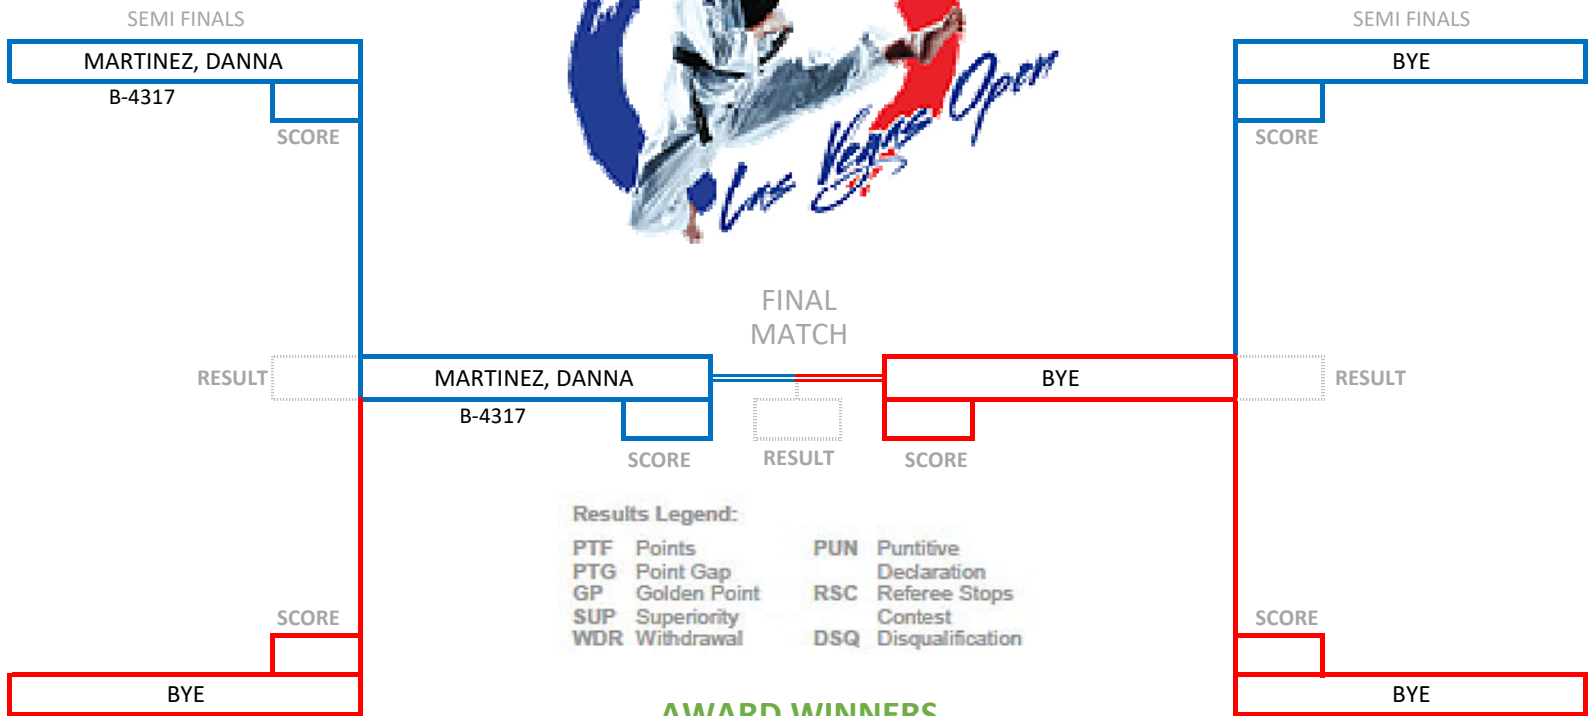 SEMI FINALS
SEMI FINALS
MARTINEZ, DANNA
BYE
B-4317
SCORE
SCORE
Las Vegas Open
FINAL
MATCH
RESULT
MARTINEZ, DANNA
BYE
RESULT
B-4317
SCORE
RESULT
SCORE
Results Legend:
PTF Points
PTG Point Gap
GP Golden Point
SUP Superiority
WDR Withdrawal
PUN Puntitive
Declaration
RSC Referee Stops
Contest
DSQ Disqualification
SCORE
SCORE
BYE
BYE
AWARD WINNERS